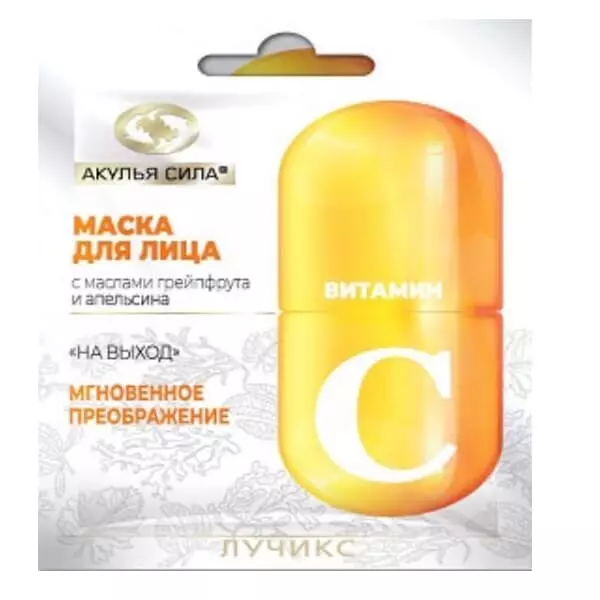 АКУЛЬЯ СИЛА®
МАСКА
ДЛЯ ЛИЦА
с маслами грейпфрута
и апельсина
«НА ВЫХОД»
МГНОВЕННОЕ
ПРЕОБРАЖЕНИЕ
ВИТАМИН
C
ЛУЧИКС